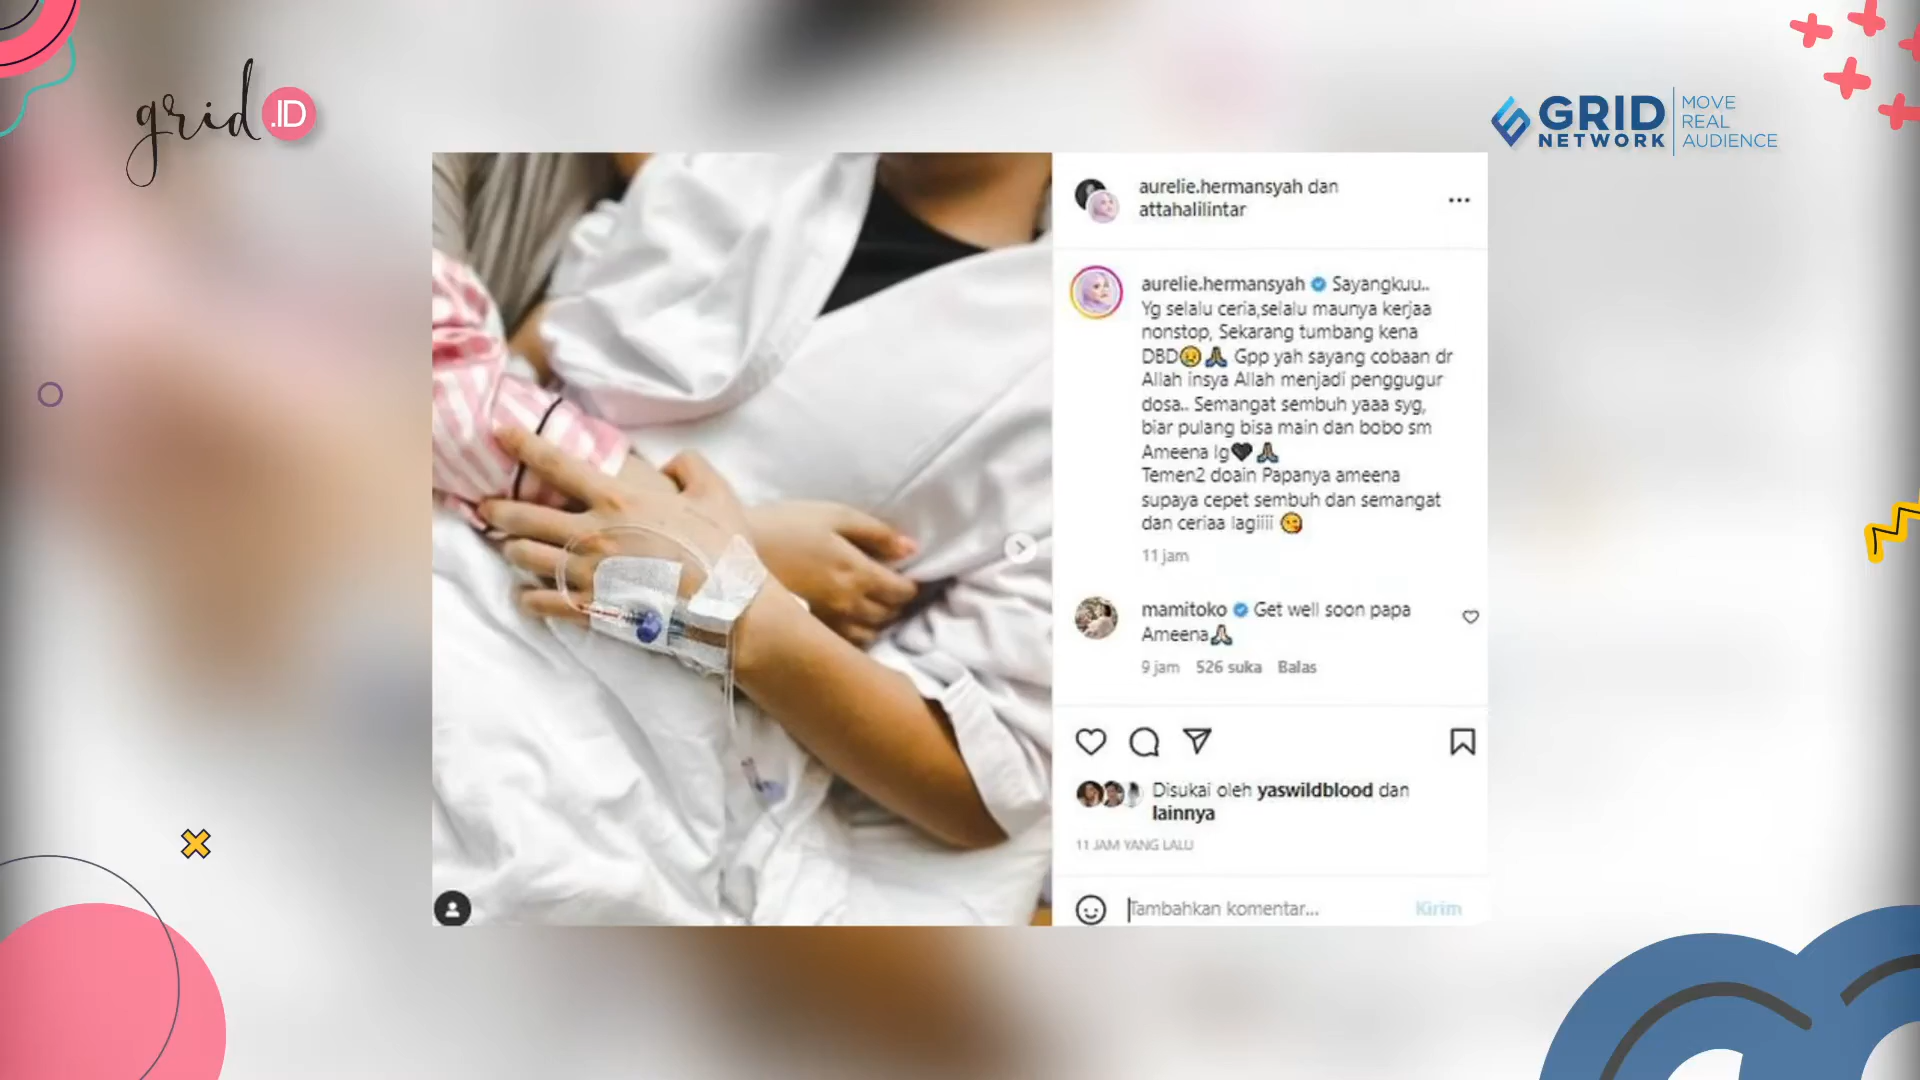 grid .ID
GRID
NETWORK
MOVE
REAL
AUDIENCE
aurelie.hermansyah dan
attahalilintar
aurelie.hermansyah Sayangkuu..
Yg selalu ceria,selalu maunya kerjaa
nonstop, Sekarang tumbang kena
DBD😢🙏 Gpp yah sayang cobaan dr
Allah insya Allah menjadi penggugur
dosa.. Semangat sembuh yaaa syg,
biar pulang bisa main dan bobo sm
Ameena lg🖤🙏
Temen2 doain Papanya ameena
supaya cepet sembuh dan semangat
dan ceriaa lagiiii 😘
11 jam
mamitoko Get well soon papa
Ameena🙏
9 jam 526 suka Balas
Disukai oleh yaswildblood dan
lainnya
11 JAM YANG LALU
Tambahkan komentar... Kirim